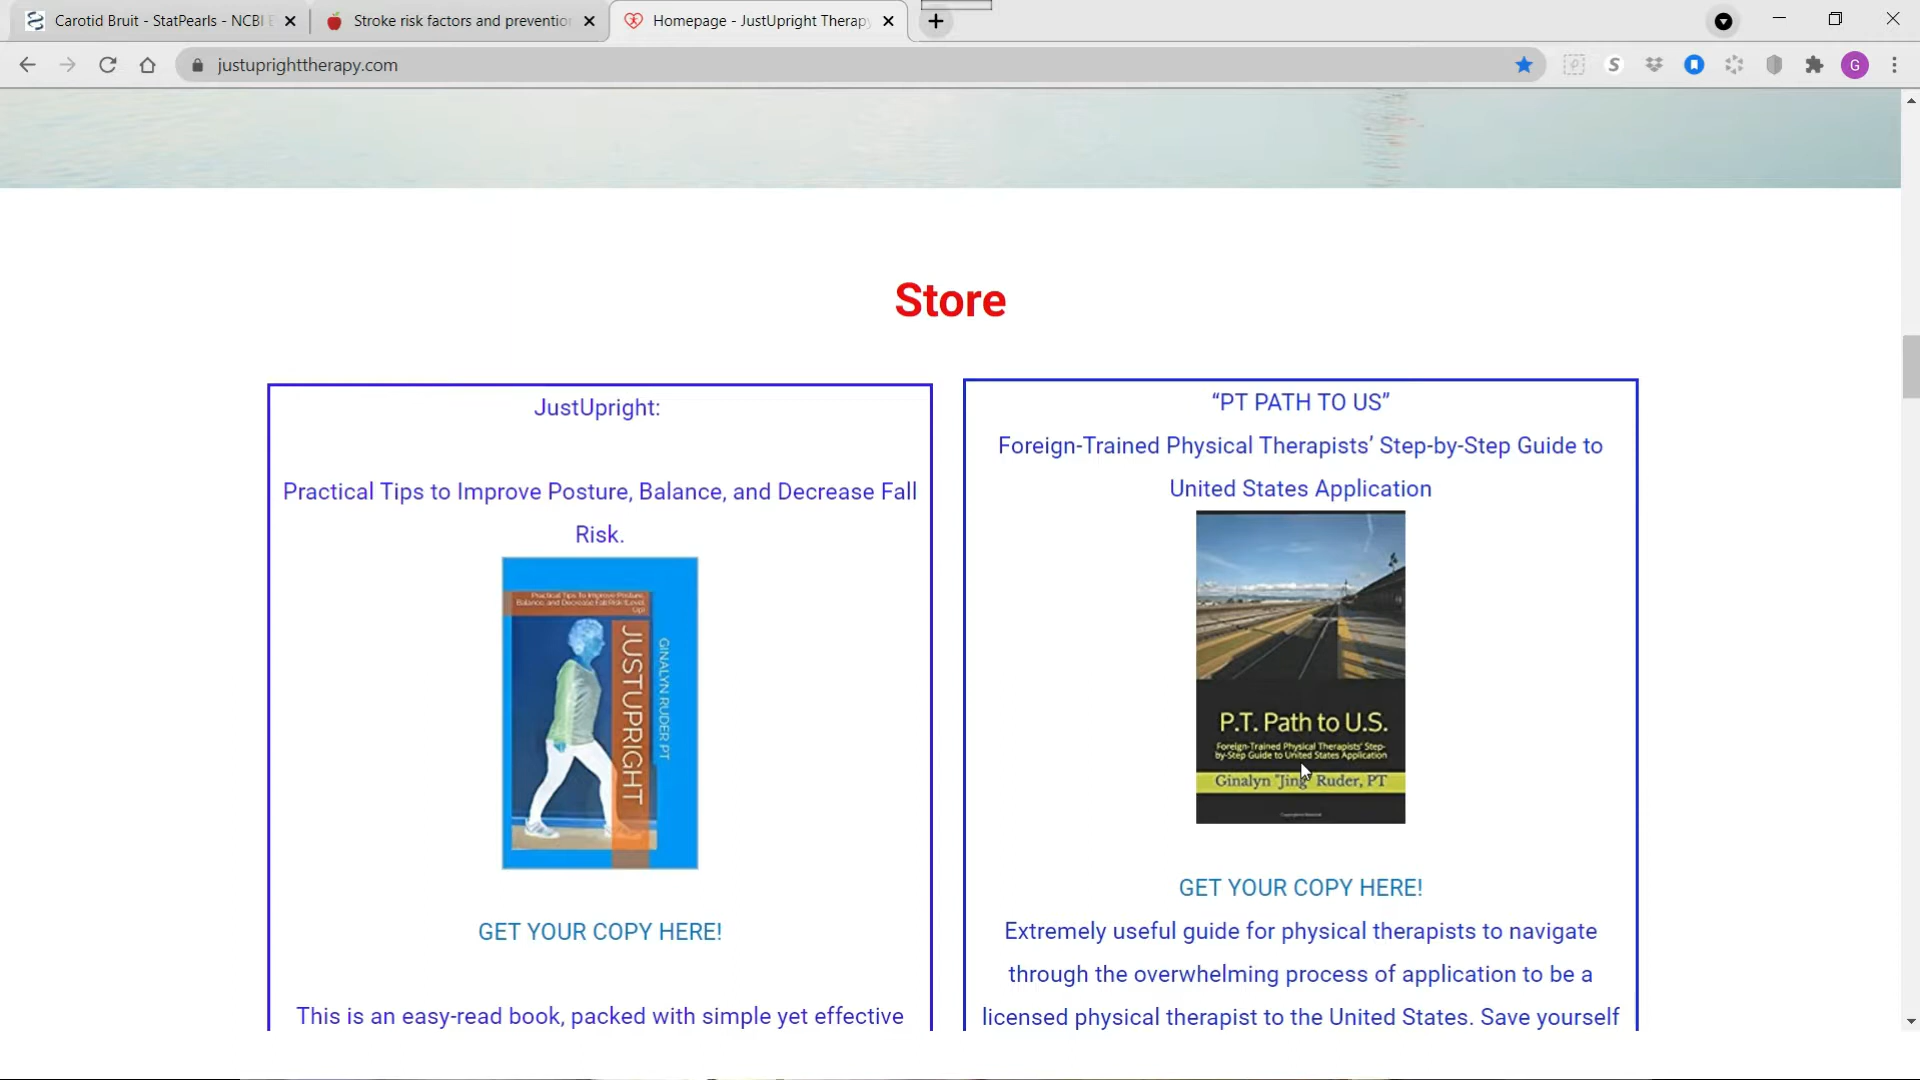 Carotid Bruit - StatPearls - NCBI
Stroke risk factors and prevention
Homepage - JustUpright Therapy
justuprighttherapy.com
G
Store
JustUpright:
Practical Tips to Improve Posture, Balance, and Decrease Fall
Risk.
Practical Tips To Improve Posture,
Balance, and Decrease Fall Risk (Level
Up)
JUSTUPRIGHT
GINALYN RUDER PT
GET YOUR COPY HERE!
This is an easy-read book, packed with simple yet effective
“PT PATH TO US”
Foreign-Trained Physical Therapists’ Step-by-Step Guide to
United States Application
P.T. Path to U.S.
Foreign-Trained Physical Therapists' Step-
by-Step Guide to United States Application
Ginalyn "Jing" Ruder, PT
GET YOUR COPY HERE!
Extremely useful guide for physical therapists to navigate
through the overwhelming process of application to be a
licensed physical therapist to the United States. Save yourself